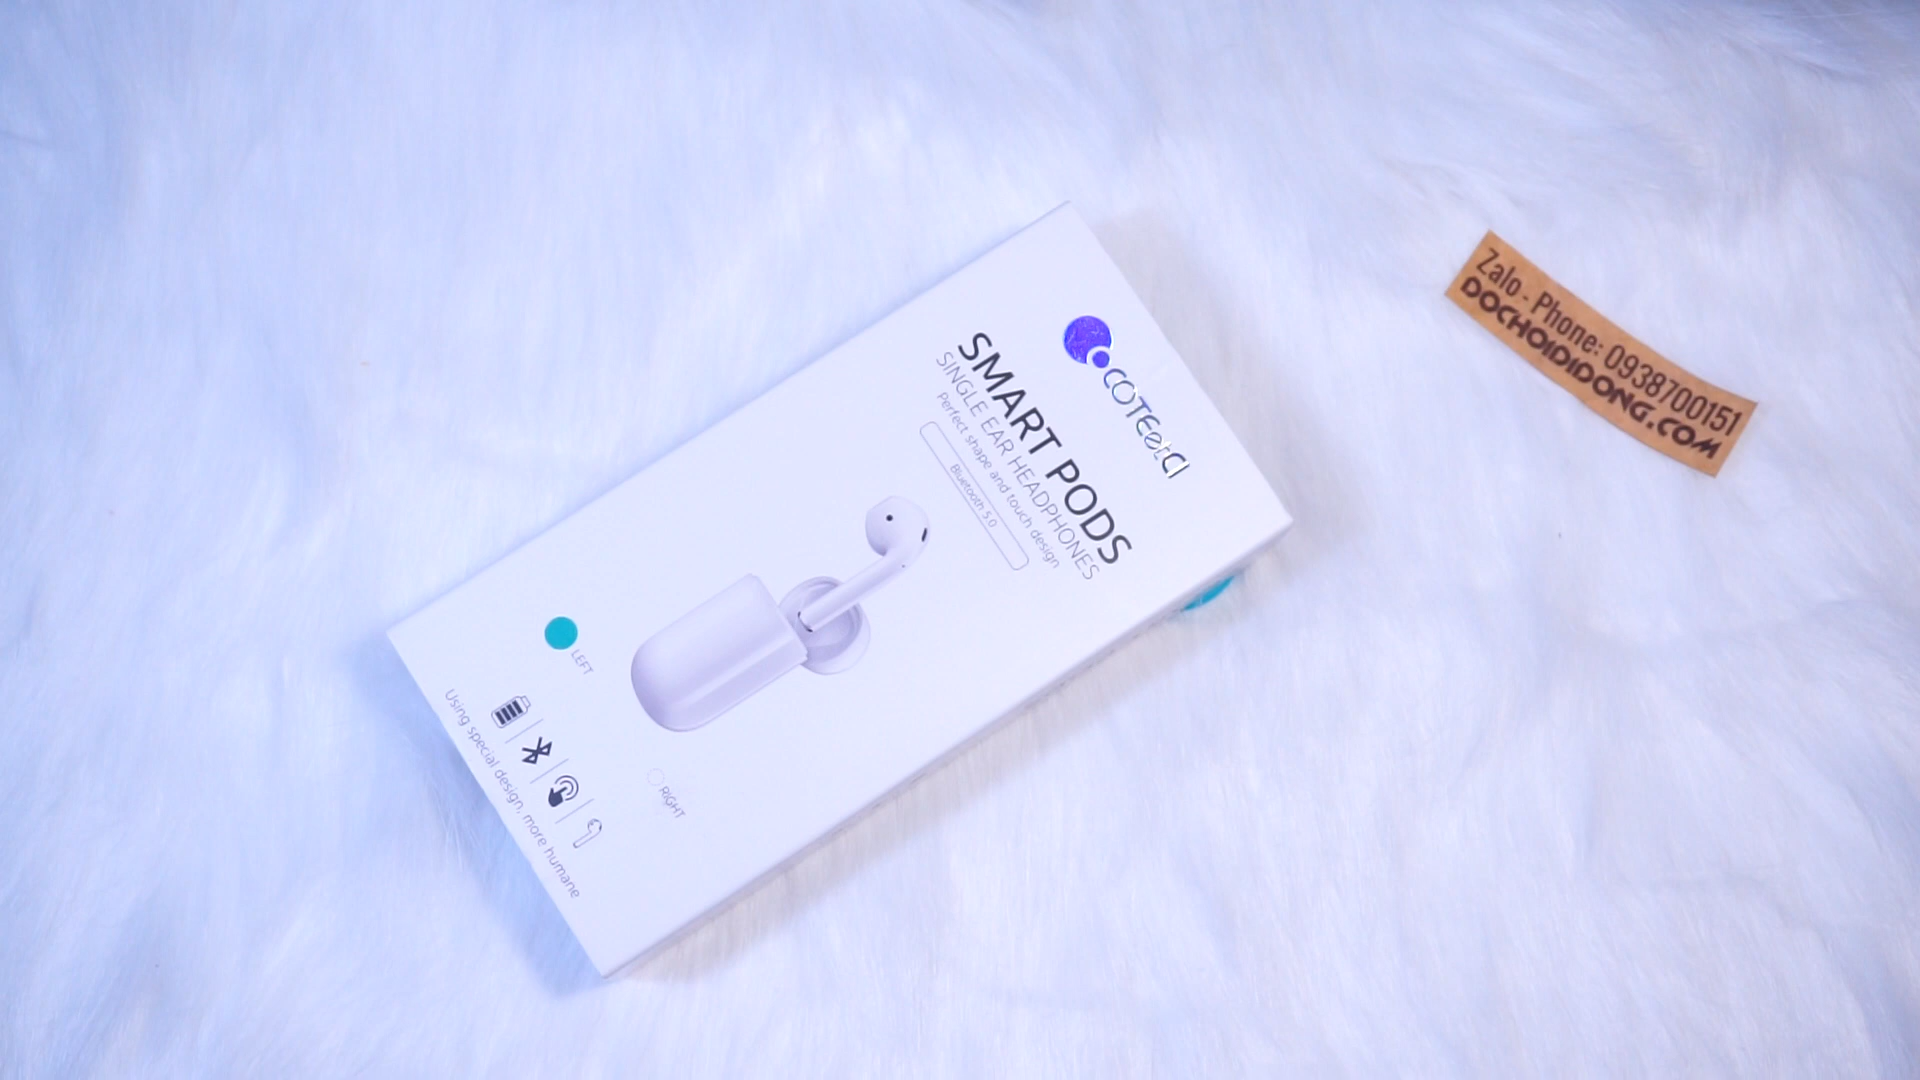 COTEetCI
SMART PODS
SINGLE EAR HEADPHONES
Perfect shape and touch design
Bluetooth 5.0
LEFT
RIGHT
Using special design, more humane
Zalo - Phone: 0938700151
DOCHOIDIDONG.COM